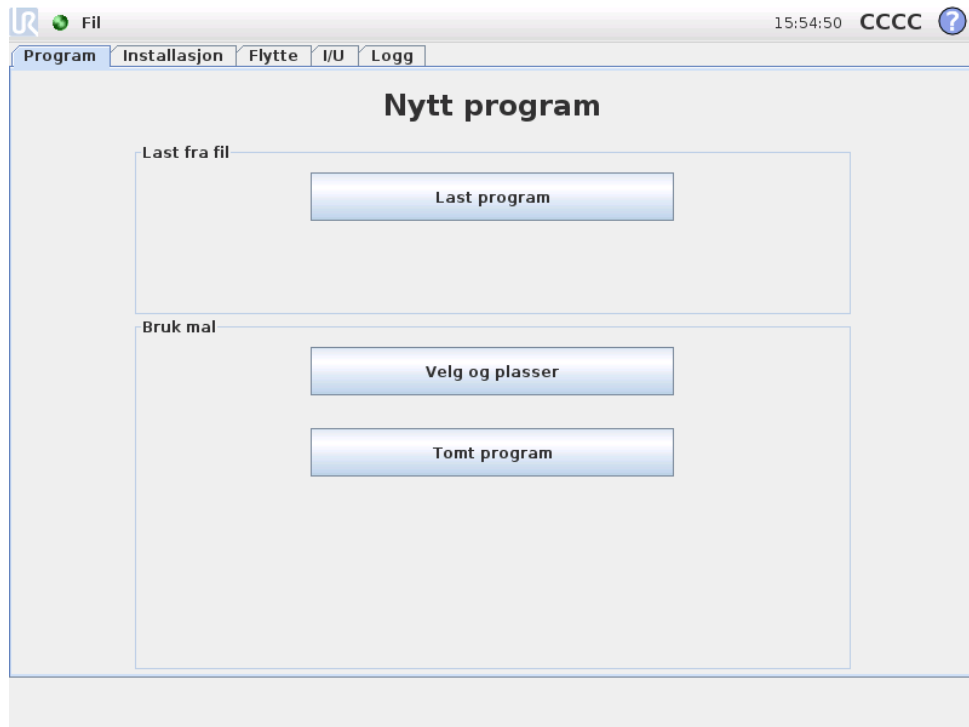 UR Fil 15:54:50 CCCC ?
Program Installasjon Flytte I/U Logg
Nytt program
Last fra fil
Last program
Bruk mal
Velg og plasser
Tomt program